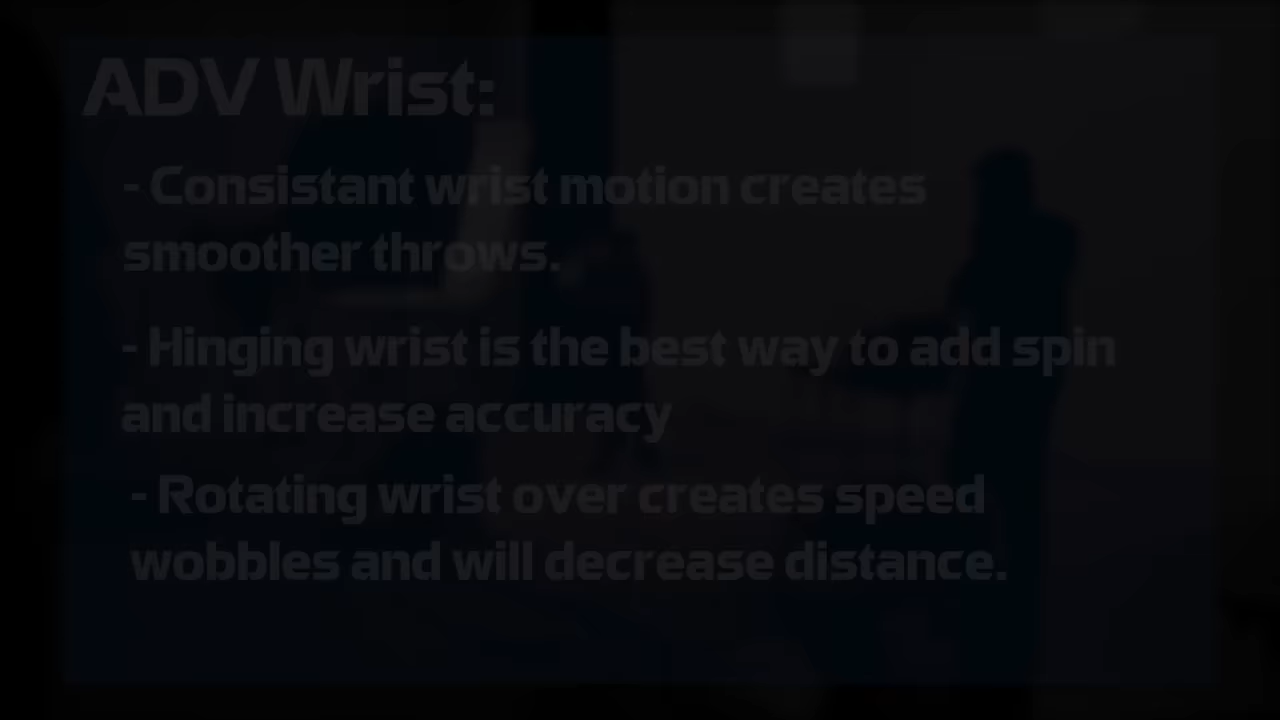 ADV Wrist:
- Consistant wrist motion creates
smoother throws.
- Hinging wrist is the best way to add spin
and increase accuracy
- Rotating wrist over creates speed
wobbles and will decrease distance.